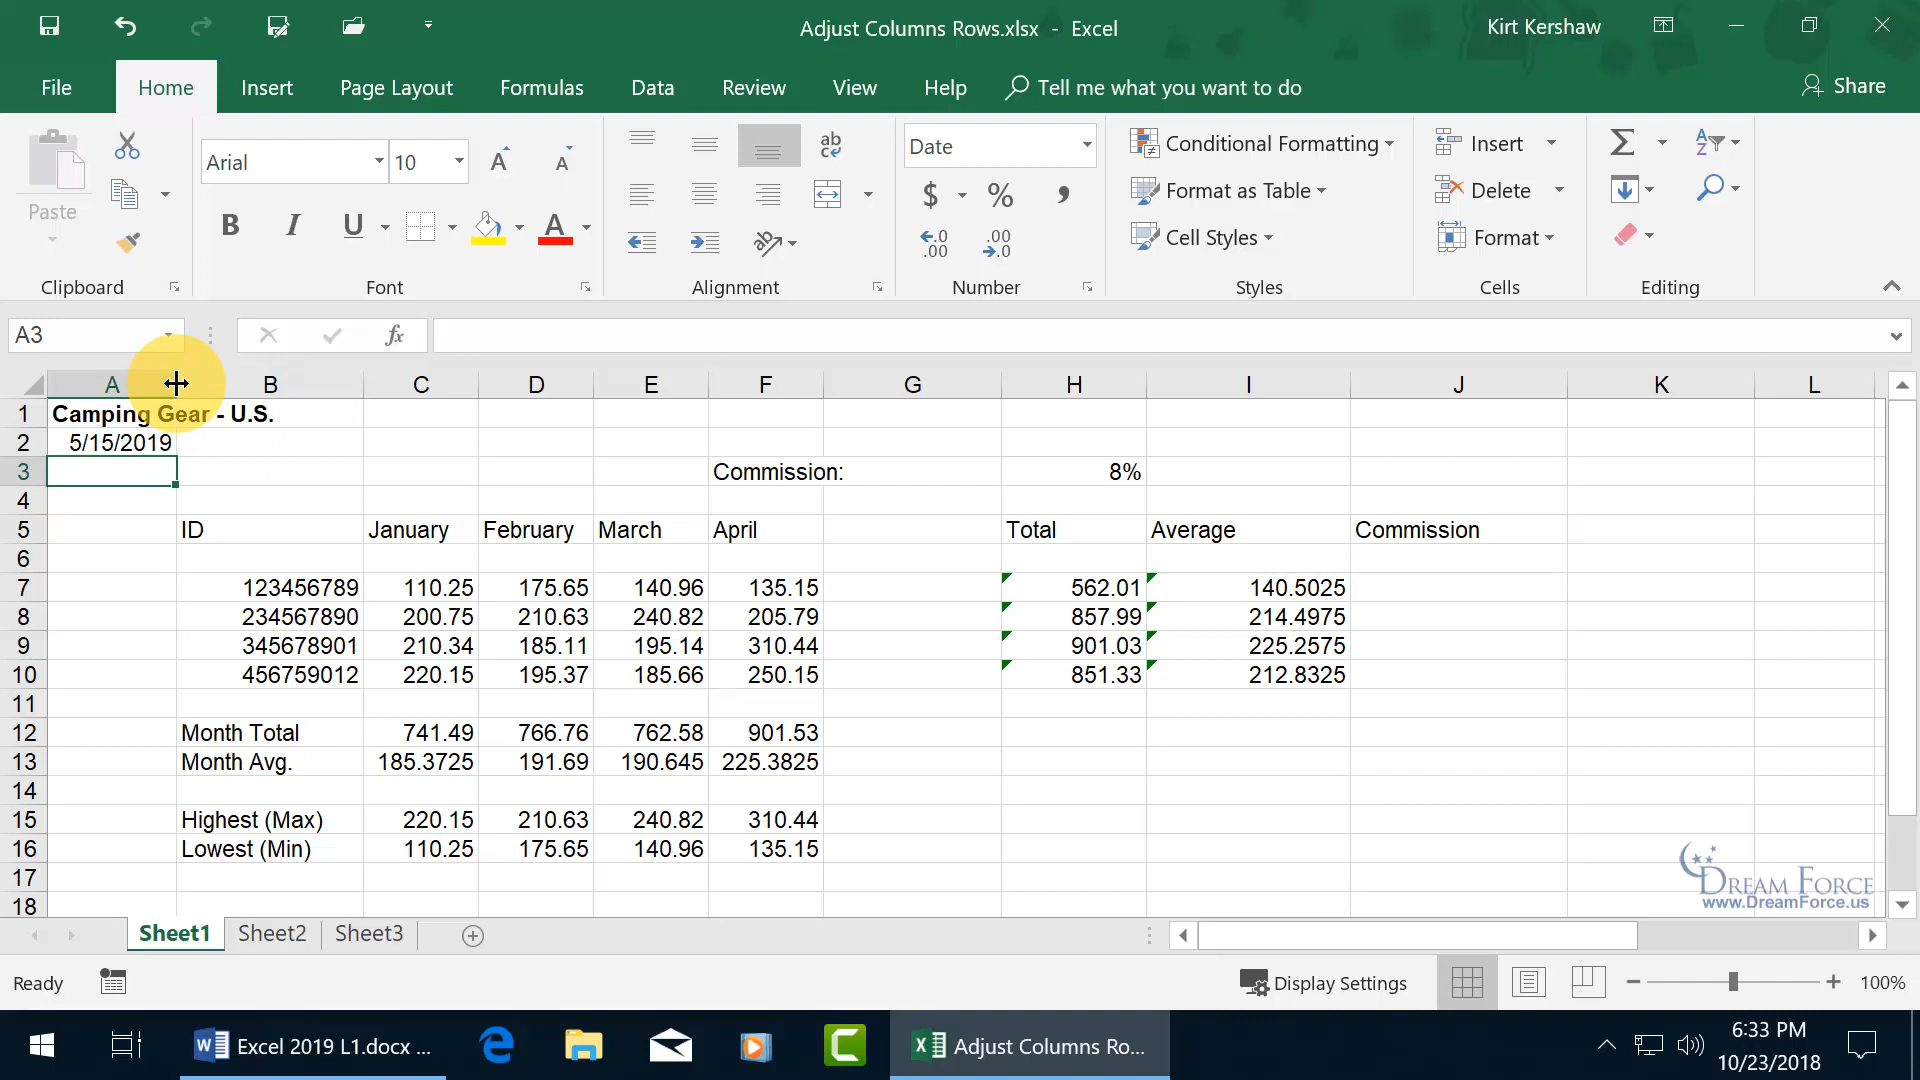 Adjust Columns Rows.xlsx - Excel
Kirt Kershaw
File Home Insert Page Layout Formulas Data Review View Help Tell me what you want to do Share
Paste
Arial 10
B I U A
ab
Date
$ % ,
Conditional Formatting
Format as Table
Cell Styles
Insert
Delete
Format
Clipboard Font Alignment Number Styles Cells Editing
A3 fx
A B C D E F G H I J K L
1 Camping Gear - U.S.
2 5/15/2019
3 Commission: 8%
4
5 ID January February March April Total Average Commission
6
7 123456789 110.25 175.65 140.96 135.15 562.01 140.5025
8 234567890 200.75 210.63 240.82 205.79 857.99 214.4975
9 345678901 210.34 185.11 195.14 310.44 901.03 225.2575
10 456759012 220.15 195.37 185.66 250.15 851.33 212.8325
11
12 Month Total 741.49 766.76 762.58 901.53
13 Month Avg. 185.3725 191.69 190.645 225.3825
14
15 Highest (Max) 220.15 210.63 240.82 310.44
16 Lowest (Min) 110.25 175.65 140.96 135.15
17
18
Dream Force
www.DreamForce.us
Sheet1 Sheet2 Sheet3
Ready Display Settings 100%
Excel 2019 L1.docx ... Adjust Columns Ro...
6:33 PM
10/23/2018